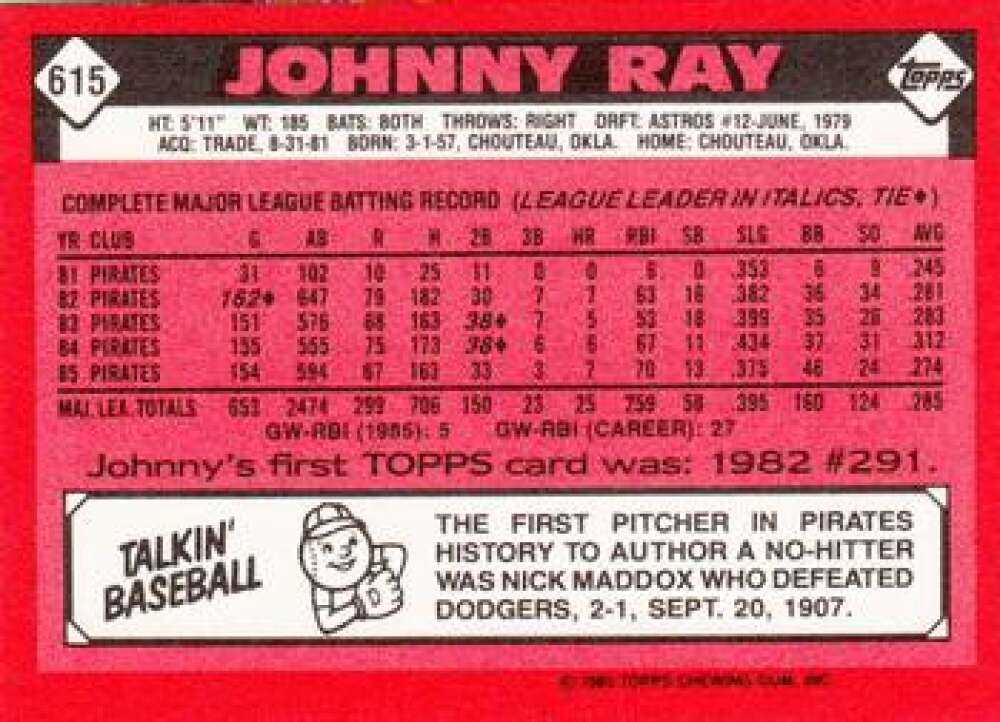 615
JOHNNY RAY
topps
HT: 5'11" WT: 185 BATS: BOTH THROWS: RIGHT DRFT: ASTROS #12-JUNE, 1979
ACQ: TRADE, 8-31-81 BORN: 3-1-57, CHOUTEAU, OKLA. HOME: CHOUTEAU, OKLA.
COMPLETE MAJOR LEAGUE BATTING RECORD (LEAGUE LEADER IN ITALICS, TIE♦)
YR CLUB G AB R H 2B 3B HR RBI SB SLG BB SO AVG
81 PIRATES 31 102 10 25 11 0 0 6 0 .353 6 9 .245
82 PIRATES 162♦ 647 79 182 30 7 7 63 16 .382 36 34 .281
83 PIRATES 151 576 68 163 38♦ 7 5 53 18 .399 35 26 .283
84 PIRATES 155 555 75 173 38♦ 6 6 67 11 .434 37 31 .312
85 PIRATES 154 594 67 163 33 3 7 70 13 .375 46 24 .274
MAJ. LEA. TOTALS 653 2474 299 706 150 23 25 259 58 .395 160 124 .285
GW-RBI (1985): 5 GW-RBI (CAREER): 27
Johnny's first TOPPS card was: 1982 #291.
TALKIN'
BASEBALL
THE FIRST PITCHER IN PIRATES
HISTORY TO AUTHOR A NO-HITTER
WAS NICK MADDOX WHO DEFEATED
DODGERS, 2-1, SEPT. 20, 1907.
© TOPPS CHEWING GUM, INC.